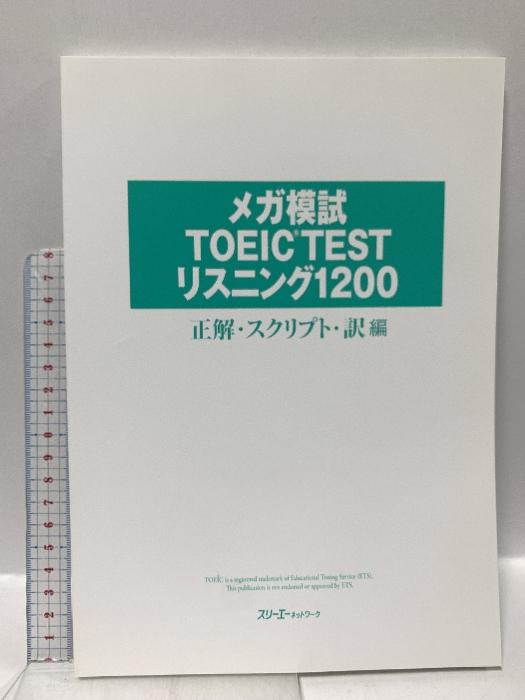 メガ模試
TOEIC® TEST
リスニング1200
正解・スクリプト・訳 編
TOEIC is a registered trademark of Educational Testing Service (ETS).
This publication is not endorsed or approved by ETS.
スリーエーネットワーク